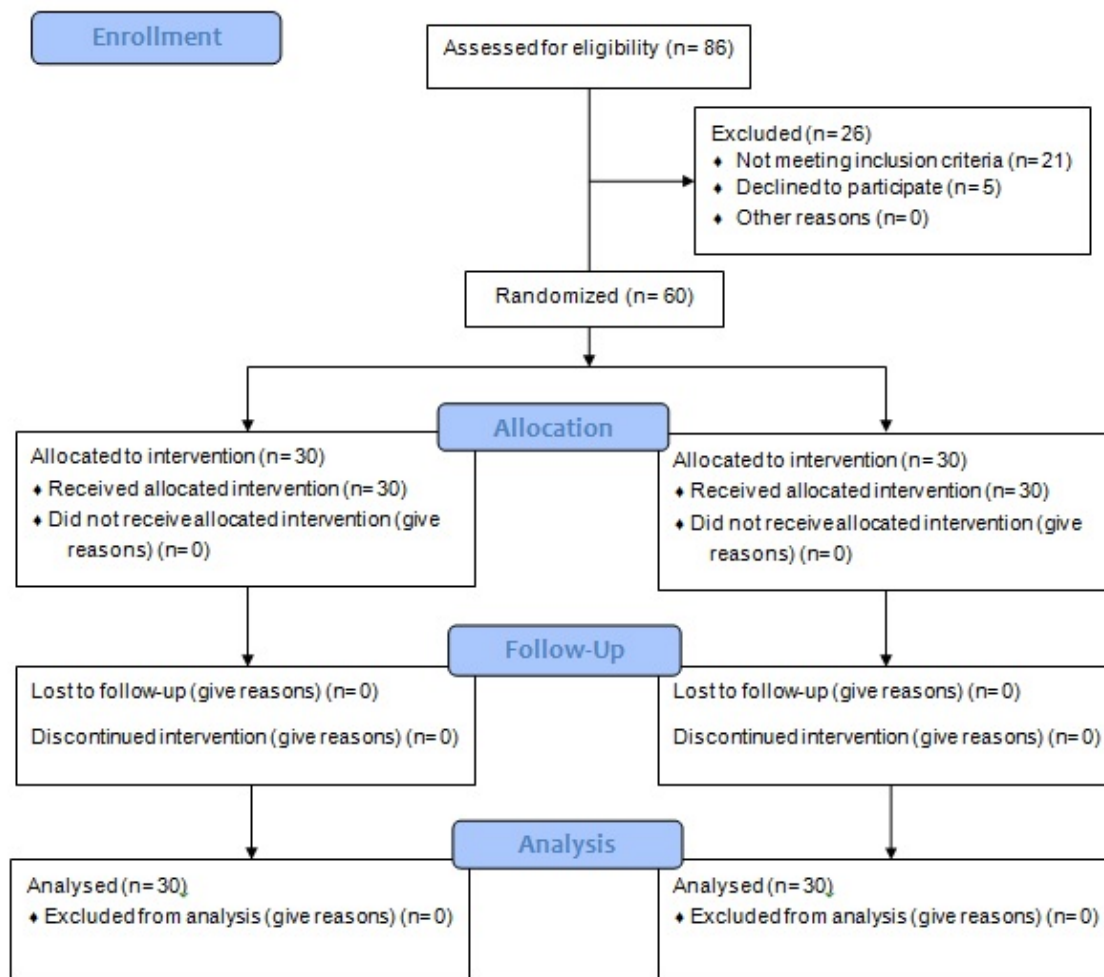 Enrollment
Assessed for eligibility (n= 86)
Excluded (n= 26)
♦ Not meeting inclusion criteria (n= 21)
♦ Declined to participate (n= 5)
♦ Other reasons (n= 0)
Randomized (n= 60)
Allocation
Allocated to intervention (n= 30)
♦ Received allocated intervention (n= 30)
♦ Did not receive allocated intervention (give
reasons) (n= 0)
Allocated to intervention (n= 30)
♦ Received allocated intervention (n= 30)
♦ Did not receive allocated intervention (give
reasons) (n= 0)
Follow-Up
Lost to follow-up (give reasons) (n= 0)
Discontinued intervention (give reasons) (n= 0)
Lost to follow-up (give reasons) (n= 0)
Discontinued intervention (give reasons) (n= 0)
Analysis
Analysed (n= 30)
♦ Excluded from analysis (give reasons) (n= 0)
Analysed (n= 30)
♦ Excluded from analysis (give reasons) (n= 0)